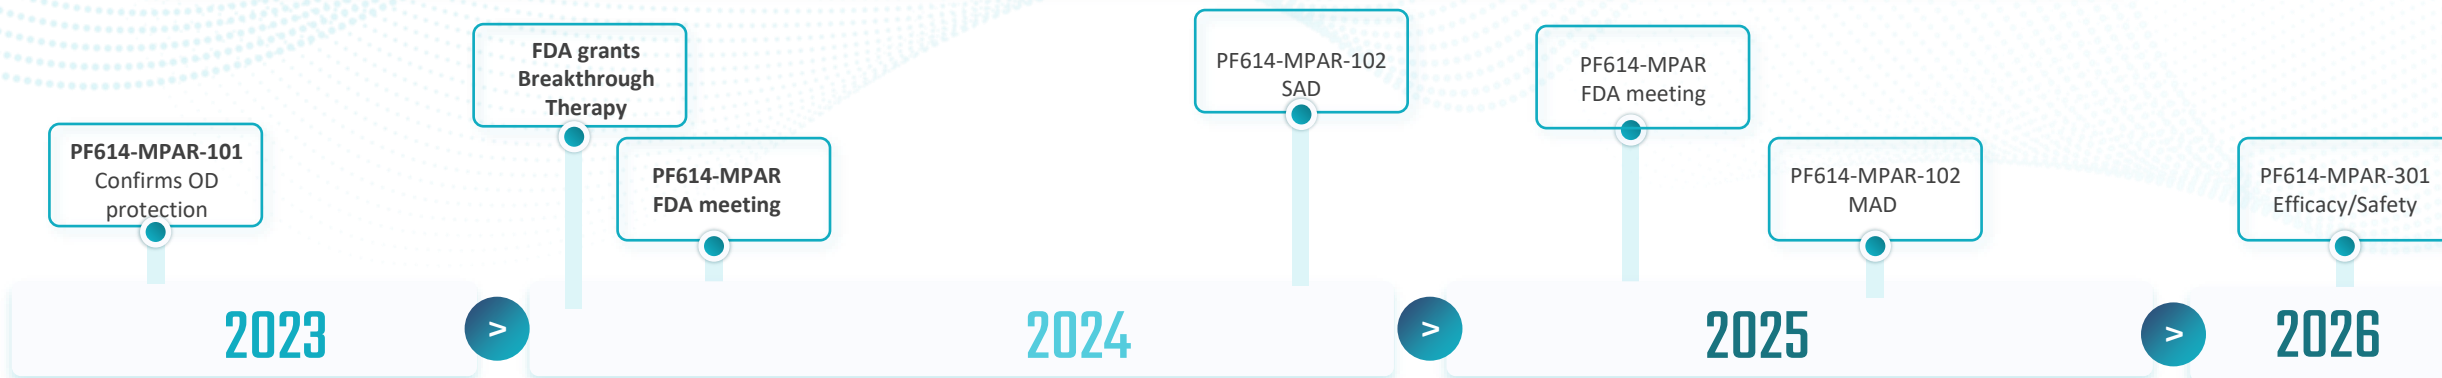 PF614-MPAR-101
Confirms OD
protection
FDA grants
Breakthrough
Therapy
PF614-MPAR
FDA meeting
PF614-MPAR-102
SAD
PF614-MPAR
FDA meeting
PF614-MPAR-102
MAD
PF614-MPAR-301
Efficacy/Safety
2023
>
2024
>
2025
>
2026